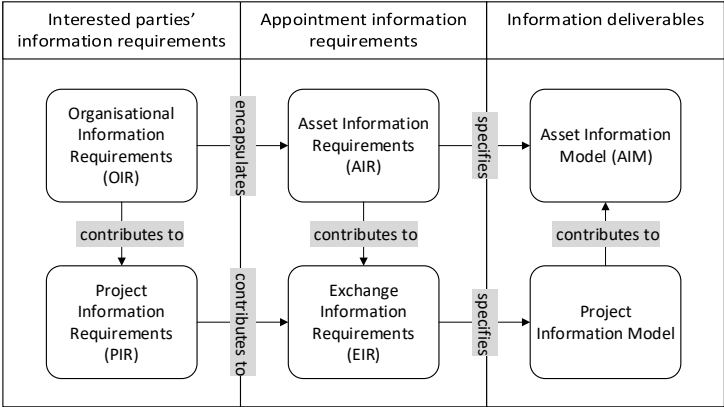 Interested parties’
information requirements
Appointment information
requirements
Information deliverables
Organisational
Information
Requirements
(OIR)
encapsulates
Asset Information
Requirements
(AIR)
specifies
Asset Information
Model (AIM)
contributes to
contributes to
contributes to
Project
Information
Requirements
(PIR)
contributes to
Exchange
Information
Requirements
(EIR)
specifies
Project
Information Model